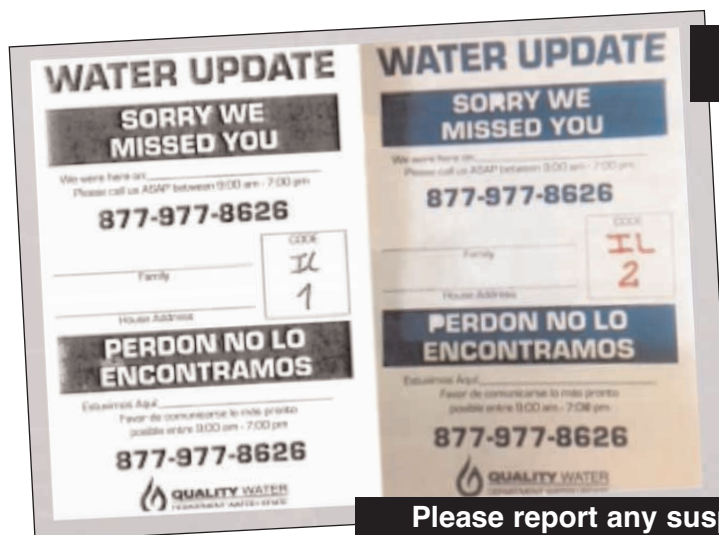 WATER UPDATE
SORRY WE
MISSED YOU
We were here on:
Please call us ASAP between 9:00 am - 7:00 pm
877-977-8626
CODE
IL
1
Family
House Address
PERDON NO LO
ENCONTRAMOS
Estuvimos Aquí
Favor de comunicarse lo más pronto
posible entre 9:00 am - 7:00 pm
877-977-8626
QUALITY WATER
WATER UPDATE
SORRY WE
MISSED YOU
We were here on:
Please call us ASAP between 9:00 am - 7:00 pm
877-977-8626
CODE
IL
2
Family
House Address
PERDON NO LO
ENCONTRAMOS
Estuvimos Aquí
Favor de comunicarse lo más pronto
posible entre 9:00 am - 7:00 pm
877-977-8626
QUALITY WATER
Please report any sus